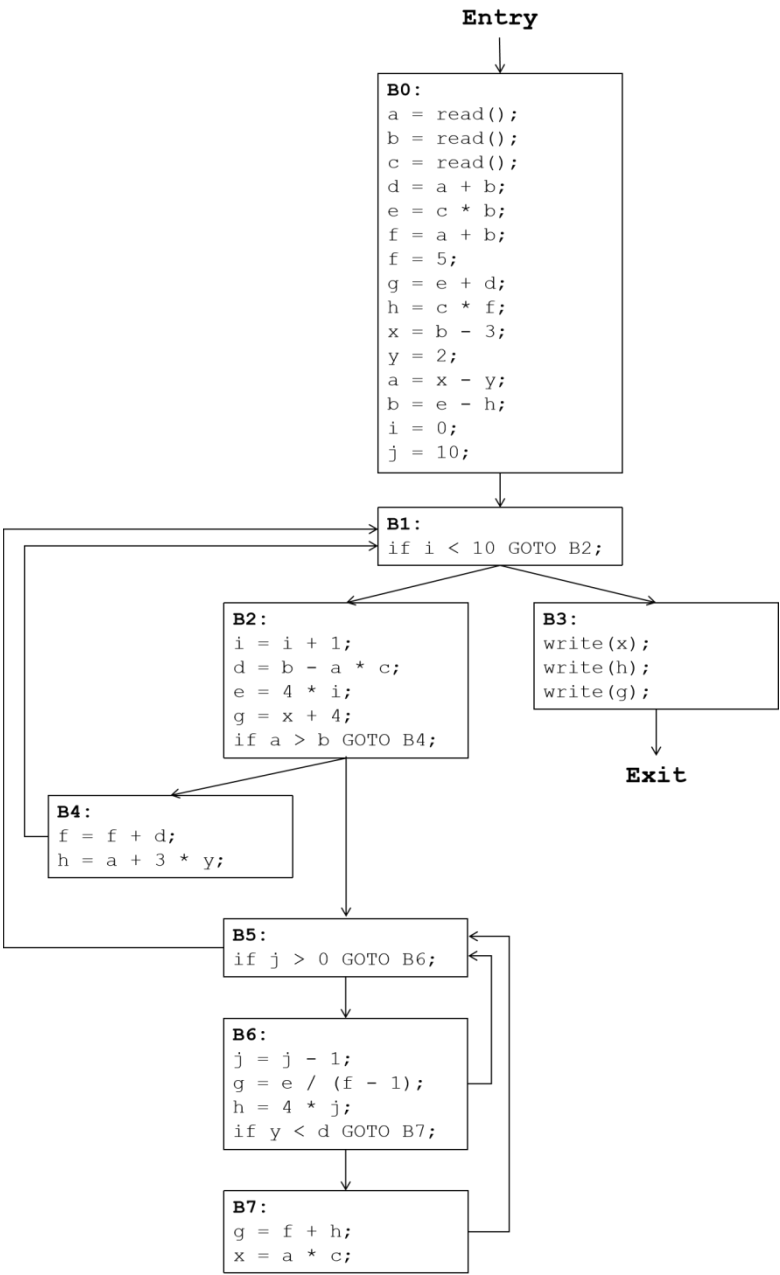 Entry
B0:
a = read();
b = read();
c = read();
d = a + b;
e = c * b;
f = a + b;
f = 5;
g = e + d;
h = c * f;
x = b - 3;
y = 2;
a = x - y;
b = e - h;
i = 0;
j = 10;
B1:
if i < 10 GOTO B2;
B2:
i = i + 1;
d = b - a * c;
e = 4 * i;
g = x + 4;
if a > b GOTO B4;
B3:
write(x);
write(h);
write(g);
Exit
B4:
f = f + d;
h = a + 3 * y;
B5:
if j > 0 GOTO B6;
B6:
j = j - 1;
g = e / (f - 1);
h = 4 * j;
if y < d GOTO B7;
B7:
g = f + h;
x = a * c;